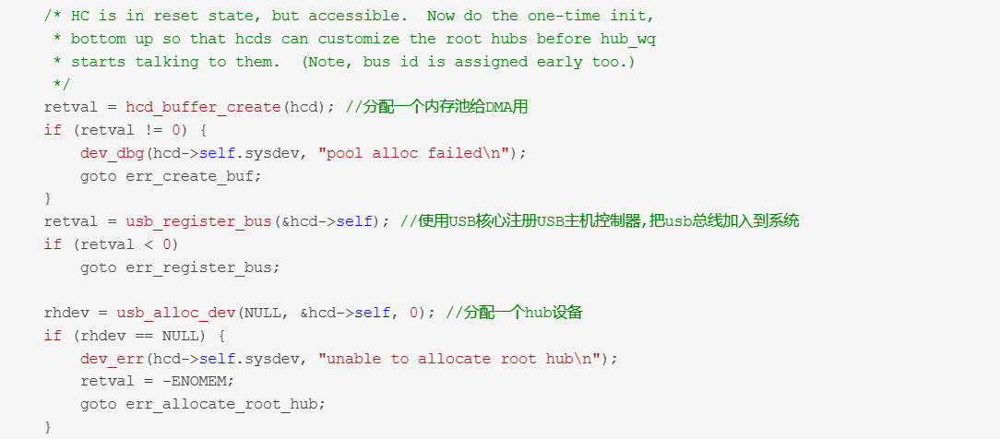 /* HC is in reset state, but accessible.  Now do the one-time init,
 * bottom up so that hcds can customize the root hubs before hub_wq
 * starts talking to them.  (Note, bus id is assigned early too.)
 */
retval = hcd_buffer_create(hcd); //分配一个内存池给DMA用
if (retval != 0) {
    dev_dbg(hcd->self.sysdev, "pool alloc failed\n");
    goto err_create_buf;
}
retval = usb_register_bus(&hcd->self); //使用USB核心注册USB主机控制器,把usb总线加入到系统
if (retval < 0)
    goto err_register_bus;

rhdev = usb_alloc_dev(NULL, &hcd->self, 0); //分配一个hub设备
if (rhdev == NULL) {
    dev_err(hcd->self.sysdev, "unable to allocate root hub\n");
    retval = -ENOMEM;
    goto err_allocate_root_hub;
}